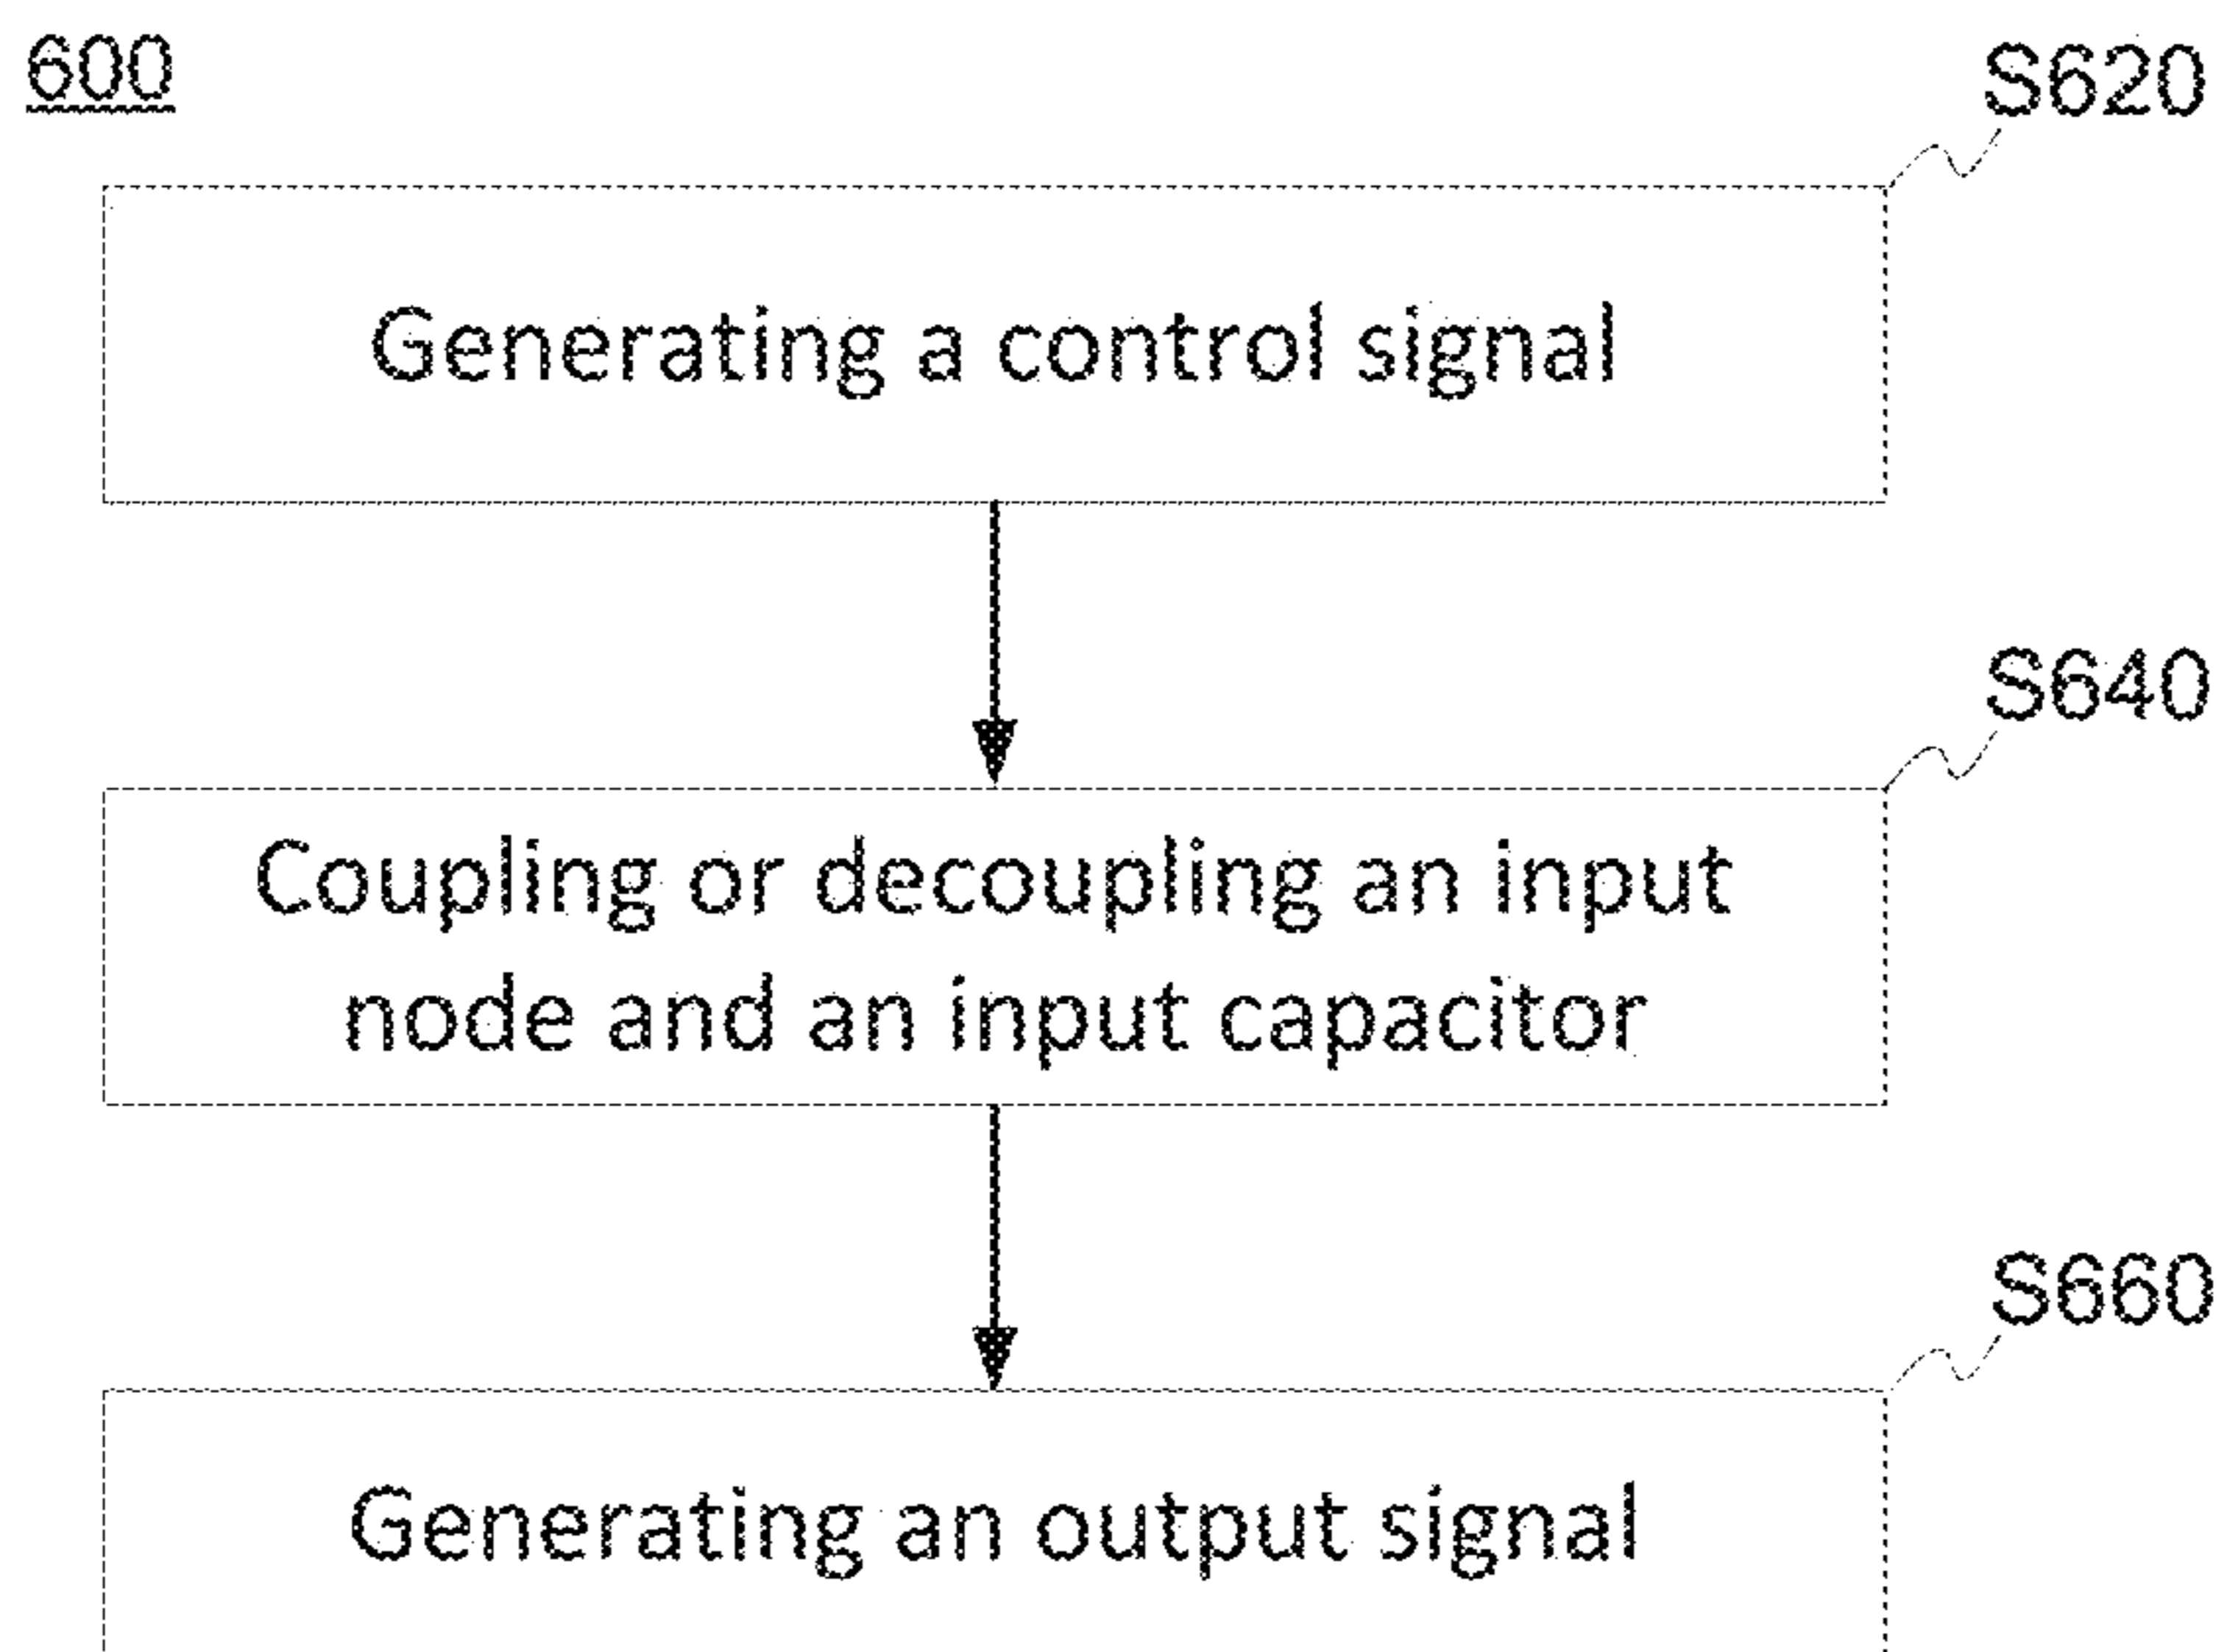 600
S620
Generating a control signal
S640
Coupling or decoupling an input
node and an input capacitor
S660
Generating an output signal